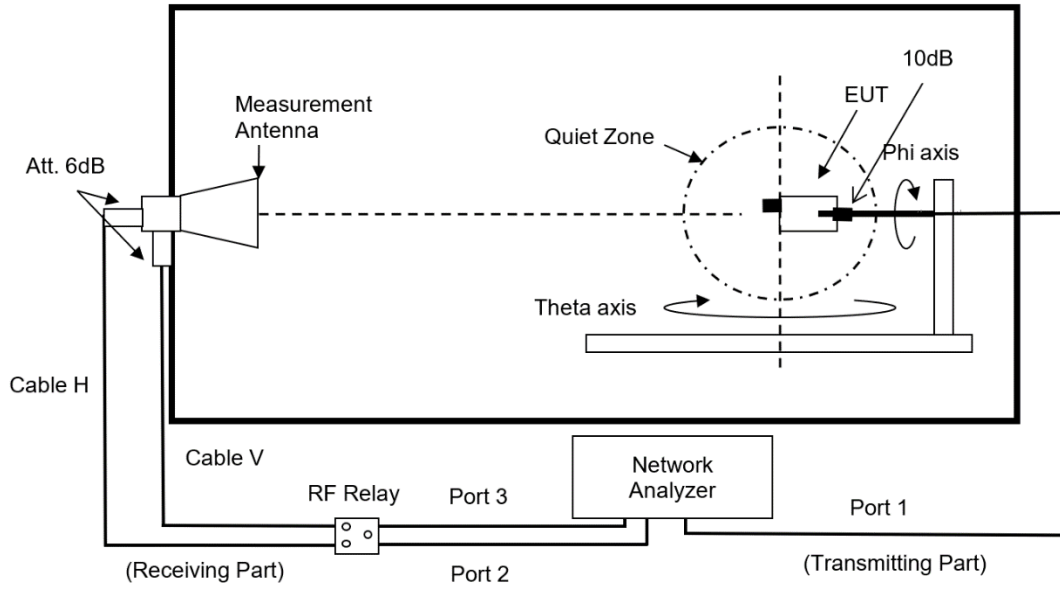 10dB
Measurement
Antenna
EUT
Quiet Zone
Phi axis
Att. 6dB
Theta axis
Cable H
Cable V
Network
Analyzer
RF Relay
Port 3
Port 1
(Receiving Part)
Port 2
(Transmitting Part)